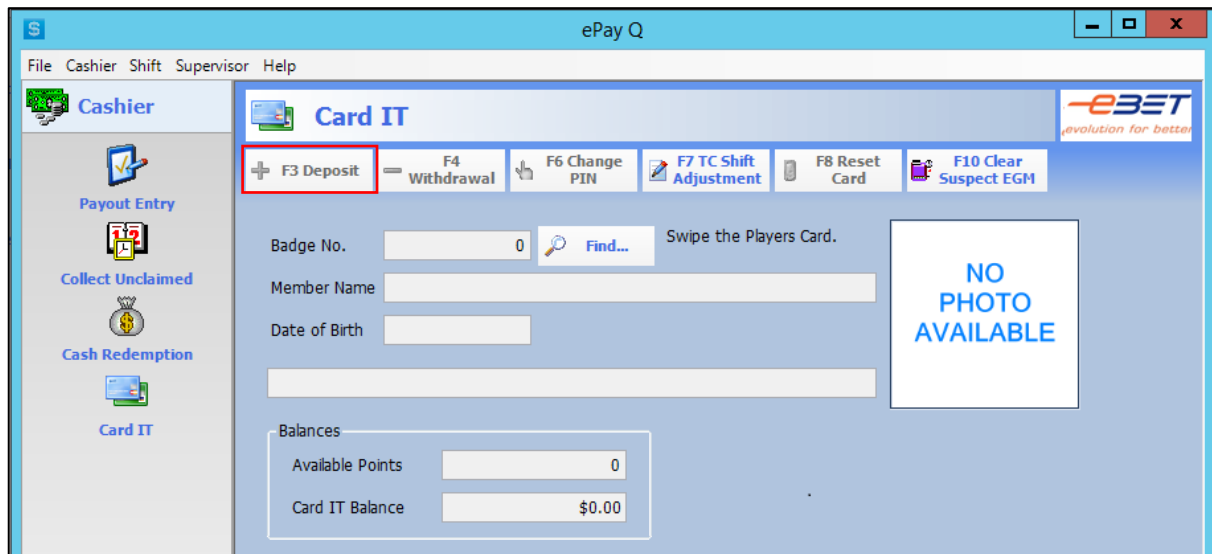 S
ePay Q
X
File Cashier Shift Supervisor Help
Cashier
Payout Entry
Collect Unclaimed
Cash Redemption
Card IT
Card IT
eBET
evolution for better
F3 Deposit
F4
Withdrawal
F6 Change
PIN
F7 TC Shift
Adjustment
F8 Reset
Card
F10 Clear
Suspect EGM
Badge No. 0 Find... Swipe the Players Card.
Member Name
Date of Birth
NO
PHOTO
AVAILABLE
Balances
Available Points 0
Card IT Balance $0.00